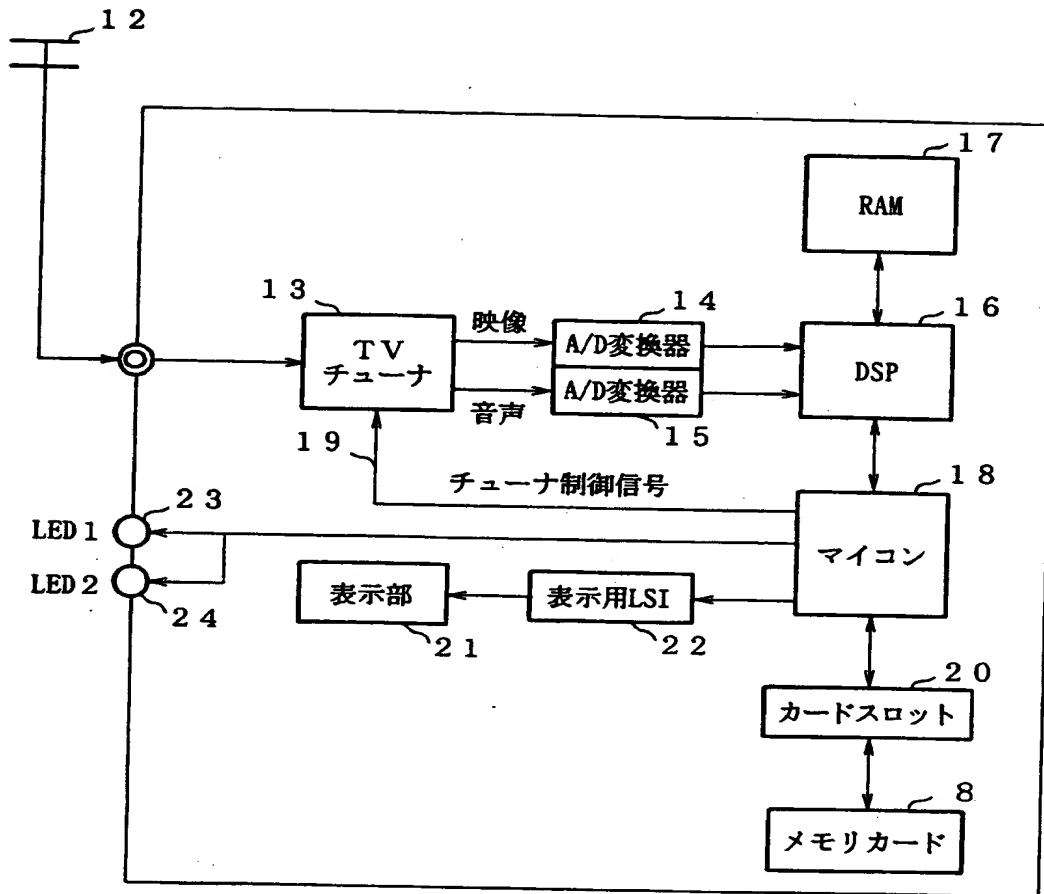 12
17
RAM
13
TV
チューナ
映像
音声
14
A/D変換器
A/D変換器
15
16
DSP
19
チューナ制御信号
18
マイコン
LED1
23
LED2
24
表示部
21
表示用LSI
22
20
カードスロット
8
メモリカード